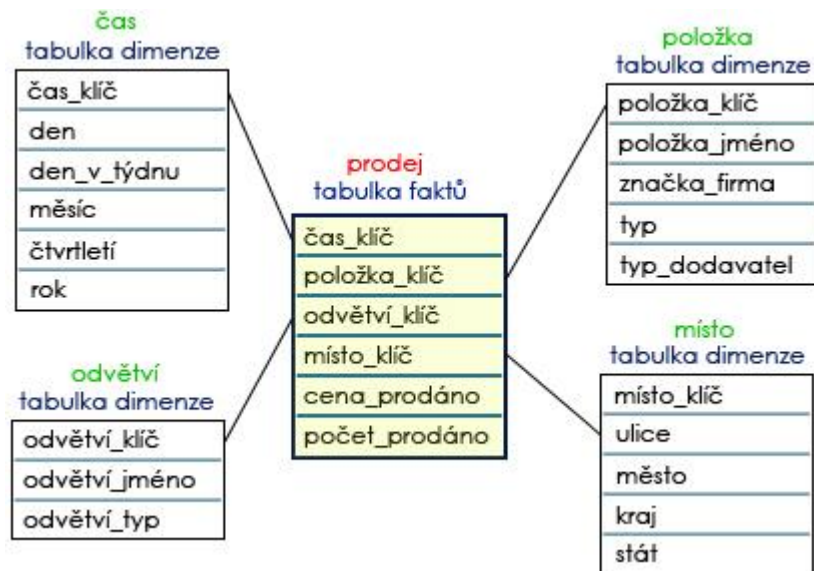 čas
tabulka dimenze
čas_klíč
den
den_v_týdnu
měsíc
čtvrtletí
rok
odvětví
tabulka dimenze
odvětví_klíč
odvětví_jméno
odvětví_typ
prodej
tabulka faktů
čas_klíč
položka_klíč
odvětví_klíč
místo_klíč
cena_prodáno
počet_prodáno
položka
tabulka dimenze
položka_klíč
položka_jméno
značka_firma
typ
typ_dodavatel
místo
tabulka dimenze
místo_klíč
ulice
město
kraj
stát